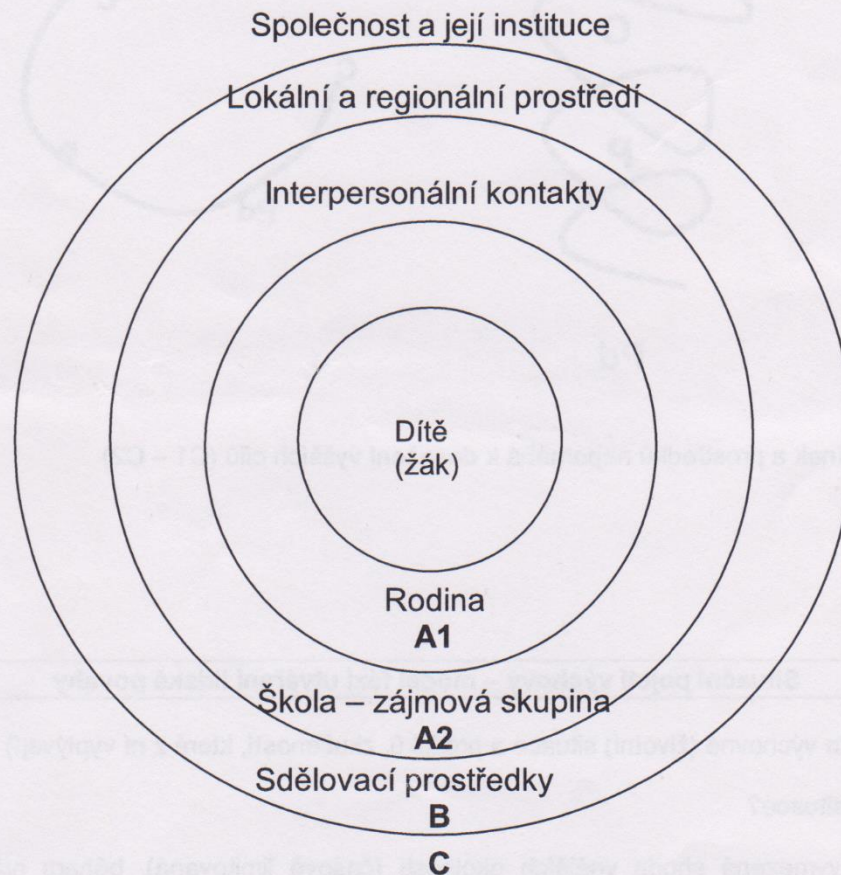 Společnost a její instituce
Lokální a regionální prostředí
Interpersonální kontakty
Dítě
(žák)
Rodina
A1
Škola – zájmová skupina
A2
Sdělovací prostředky
B
C